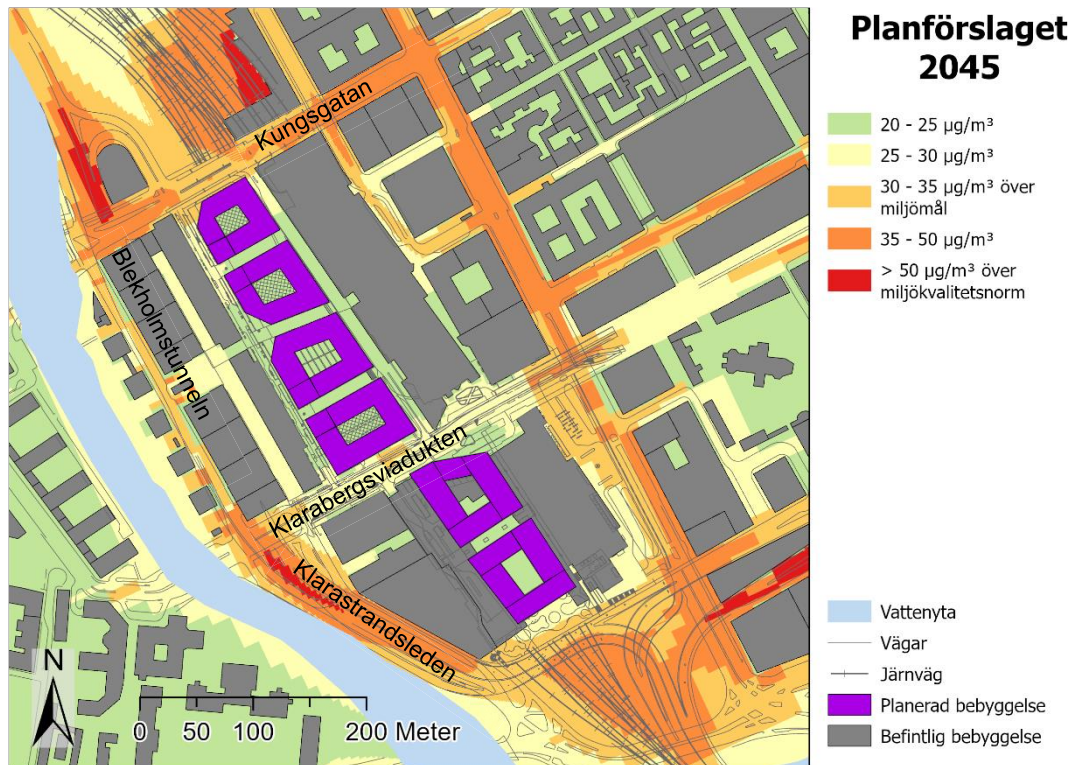 Planförslaget
2045
20 - 25 µg/m³
25 - 30 µg/m³
30 - 35 µg/m³ över
miljömål
35 - 50 µg/m³
> 50 µg/m³ över
miljökvalitetsnorm
Kungsgatan
Blekholmstunneln
Klarabergsviadukten
Klarastrandsleden
N
0 50 100 200 Meter
Vattenyta
Vägar
Järnväg
Planerad bebyggelse
Befintlig bebyggelse